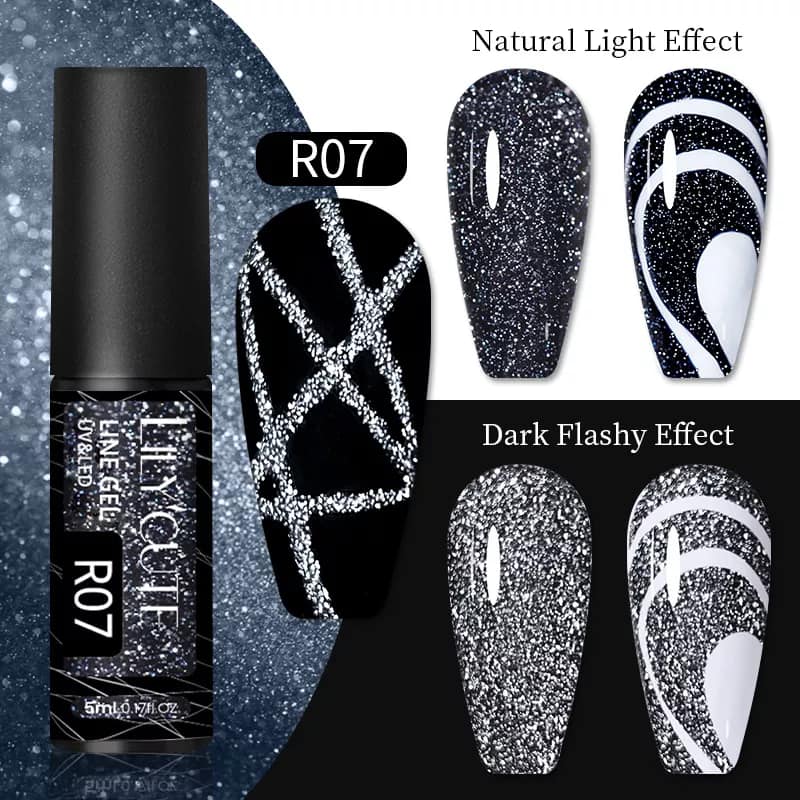 Natural Light Effect
R07
Dark Flashy Effect
LILYCUTE
LINE GEL
UV&LED
R07
5ml 0.17fl.OZ